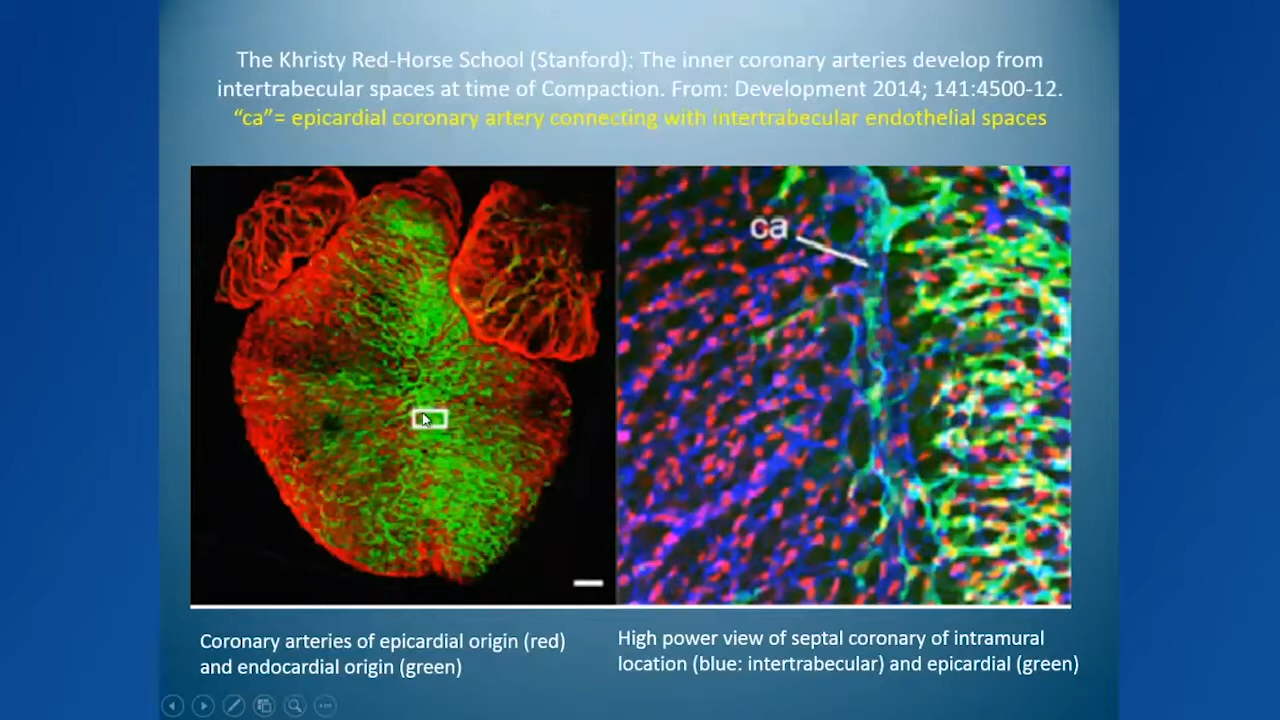 The Khristy Red-Horse School (Stanford): The inner coronary arteries develop from
intertrabecular spaces at time of Compaction. From: Development 2014; 141:4500-12.
“ca”= epicardial coronary artery connecting with intertrabecular endothelial spaces
ca
Coronary arteries of epicardial origin (red)
and endocardial origin (green)
High power view of septal coronary of intramural
location (blue: intertrabecular) and epicardial (green)